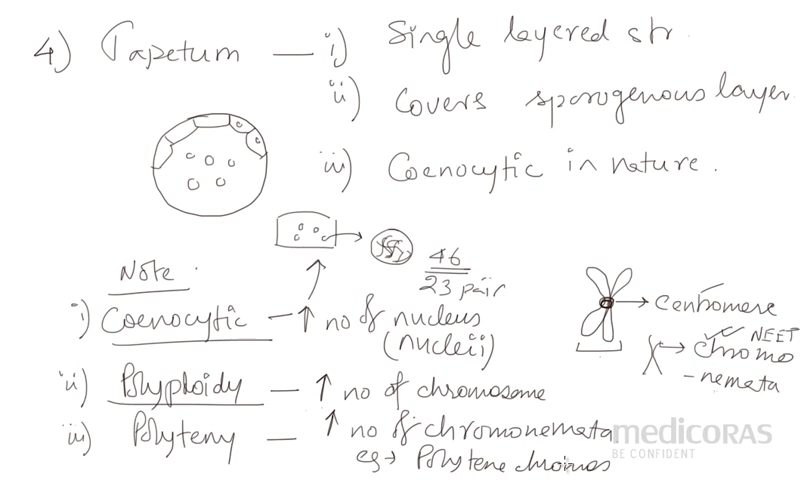 4) Tapetum — i) Single layered str.
ii) Covers sporogenous layer.
iii) Coenocytic in nature.
46
23 pair
Note.
i) Coenocytic — ↑ no of nucleus
(nucleii)
→ Centromere
NEET
→ chromo
-nemata
ii) Polyploidy — ↑ no of chromosome
iii) Polyteny — ↑ no of chromonemata
eg → Polytene
medicoras
BE CONFIDENT